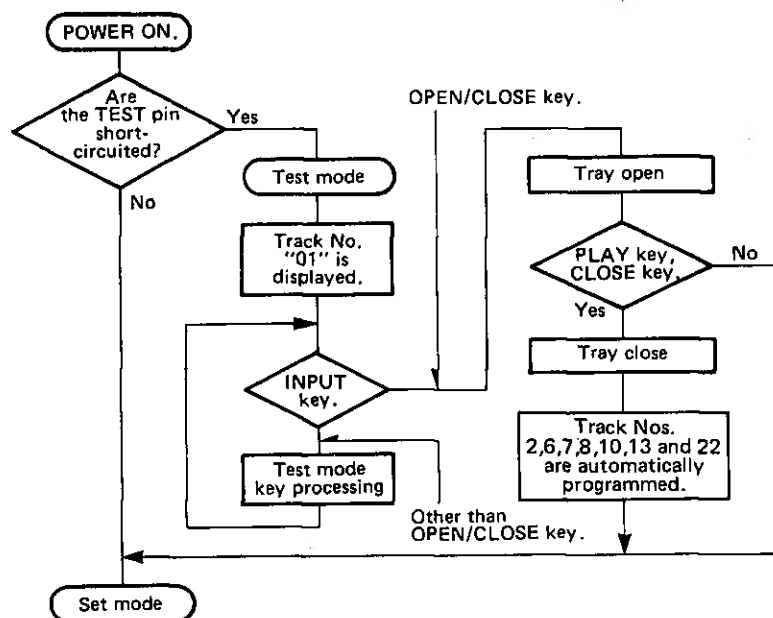 POWER ON.
Are
the TEST pin
short-
circuited?
Yes
No
Test mode
Track No.
"01" is
displayed.
INPUT
key.
Test mode
key processing
OPEN/CLOSE key.
Other than
OPEN/CLOSE key.
Tray open
PLAY key,
CLOSE key.
No
Yes
Tray close
Track Nos.
2,6,7,8,10,13 and 22
are automatically
programmed.
Set mode